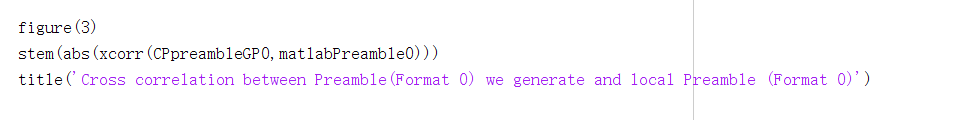 figure(3)
stem(abs(xcorr(CPpreambleGP0,matlabPreamble0)))
title('Cross correlation between Preamble(Format 0) we generate and local Preamble (Format 0)')